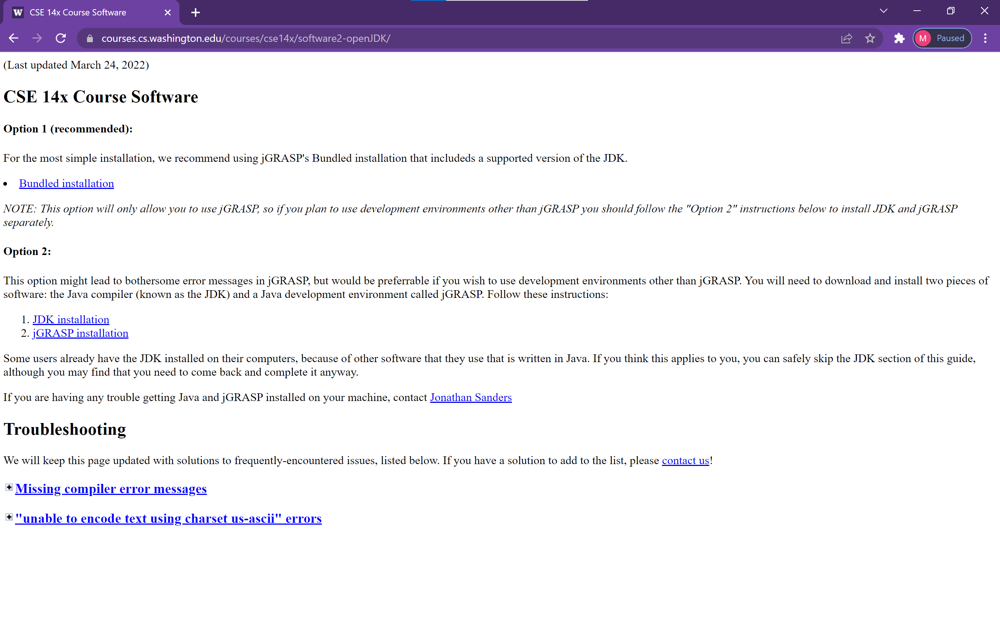 CSE 14x Course Software
courses.cs.washington.edu/courses/cse14x/software2-openJDK/
M Paused
(Last updated March 24, 2022)
CSE 14x Course Software
Option 1 (recommended):
For the most simple installation, we recommend using jGRASP's Bundled installation that includeds a supported version of the JDK.
• Bundled installation
NOTE: This option will only allow you to use jGRASP, so if you plan to use development environments other than jGRASP you should follow the "Option 2" instructions below to install JDK and jGRASP
separately.
Option 2:
This option might lead to bothersome error messages in jGRASP, but would be preferrable if you wish to use development environments other than jGRASP. You will need to download and install two pieces of
software: the Java compiler (known as the JDK) and a Java development environment called jGRASP. Follow these instructions:
1. JDK installation
2. jGRASP installation
Some users already have the JDK installed on their computers, because of other software that they use that is written in Java. If you think this applies to you, you can safely skip the JDK section of this guide,
although you may find that you need to come back and complete it anyway.
If you are having any trouble getting Java and jGRASP installed on your machine, contact Jonathan Sanders
Troubleshooting
We will keep this page updated with solutions to frequently-encountered issues, listed below. If you have a solution to add to the list, please contact us!
Missing compiler error messages
"unable to encode text using charset us-ascii" errors